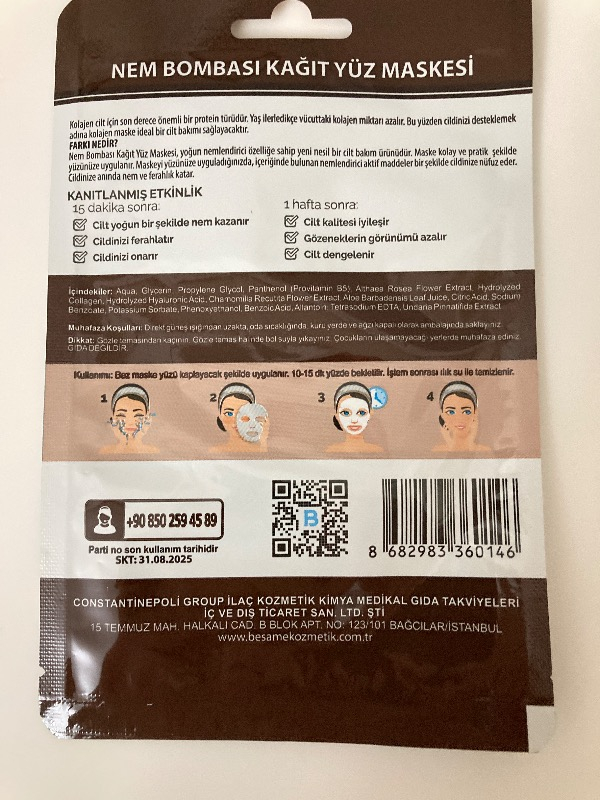 NEM BOMBASI KAĞIT YÜZ MASKESİ
Kolajen cilt için son derece önemli bir protein türüdür. Yaş ilerledikçe vücuttaki kolajen miktarı azalır. Bu yüzden cildinizi desteklemek
adına kolajen maske ideal bir cilt bakımı sağlayacaktır.
FARKI NEDİR?
Nem Bombası Kağıt Yüz Maskesi, yoğun nemlendirici özelliğe sahip yeni nesil bir cilt bakım ürünüdür. Maske kolay ve pratik şekilde
yüzünüze uygulanır. Maskeyi yüzünüze uyguladığınızda, içeriğinde bulunan nemlendirici aktif maddeler bir şekilde cildinize nüfuz eder.
Cildinize anında nem ve ferahlık katar.
KANITLANMIŞ ETKİNLİK
15 dakika sonra:
Cilt yoğun bir şekilde nem kazanır
Cildinizi ferahlatır
Cildinizi onarır
1 hafta sonra:
Cilt kalitesi iyileşir
Gözeneklerin görünümü azalır
Cilt dengelenir
İçindekiler: Aqua, Glycerin, Propylene Glycol, Panthenol (Provitamin B5), Althaea Rosea Flower Extract, Hydrolyzed
Collagen, Hydrolyzed Hyaluronic Acid, Chamomilla Recutita Flower Extract, Aloe Barbadensis Leaf Juice, Citric Acid, Sodium
Benzoate, Potassium Sorbate, Phenoxyethanol, Benzoic Acid, Allantoin, Tetrasodium EDTA, Undaria Pinnatifida Extract.
Muhafaza Koşulları: Direkt güneş ışığından uzakta, oda sıcaklığında, kuru yerde ve ağzı kapalı olarak ambalajında saklayınız.
Dikkat: Gözle temasından kaçının. Gözle temas halinde bol suyla yıkayınız. Çocukların ulaşamayacağı yerlerde muhafaza ediniz.
GIDA DEĞİLDİR.
Kullanımı: Bez maske yüzü kaplayacak şekilde uygulanır. 10-15 dk yüzde bekletilir. İşlem sonrası ılık su ile temizlenir.
1 2 3 4
+90 850 259 45 89
Parti no son kullanım tarihidir
SKT: 31.08.2025
B
8 682983 360146
CONSTANTINEPOLI GROUP İLAÇ KOZMETİK KİMYA MEDİKAL GIDA TAKVİYELERİ
İÇ VE DIŞ TİCARET SAN. LTD. ŞTİ
15 TEMMUZ MAH. HALKALI CAD. B BLOK APT. NO: 123/101 BAĞCILAR/İSTANBUL
www.besamekozmetik.com.tr